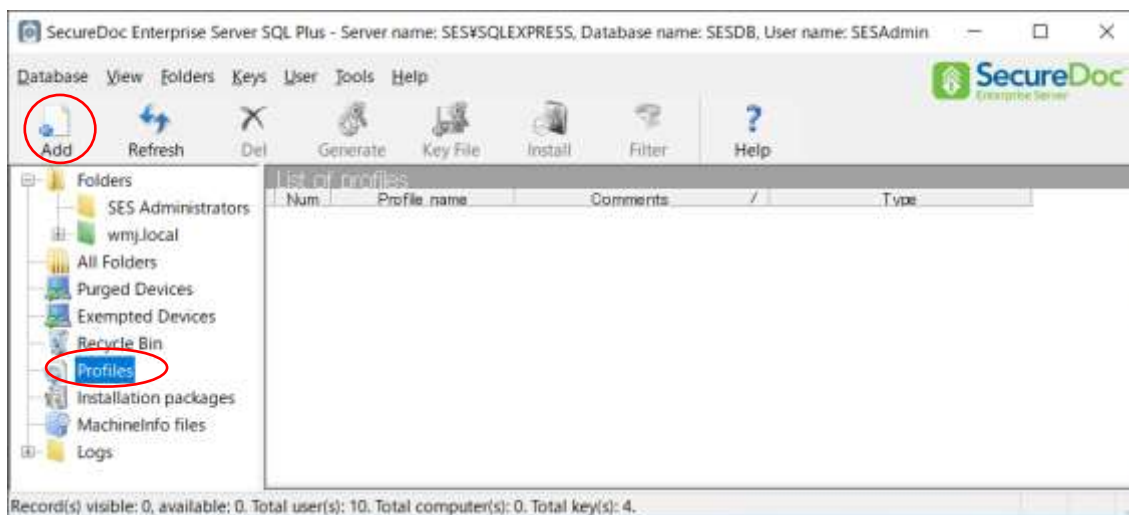 SecureDoc Enterprise Server SQL Plus - Server name: SES¥SQLEXPRESS, Database name: SESDB, User name: SESAdmin
Database View Folders Keys User Tools Help
SecureDoc
Enterprise Server
Add Refresh Del Generate Key File Install Filter Help
Folders
SES Administrators
wmj.local
All Folders
Purged Devices
Exempted Devices
Recycle Bin
Profiles
Installation packages
MachineInfo files
Logs
List of profiles
Num Profile name Comments / Type
Record(s) visible: 0, available: 0. Total user(s): 10. Total computer(s): 0. Total key(s): 4.